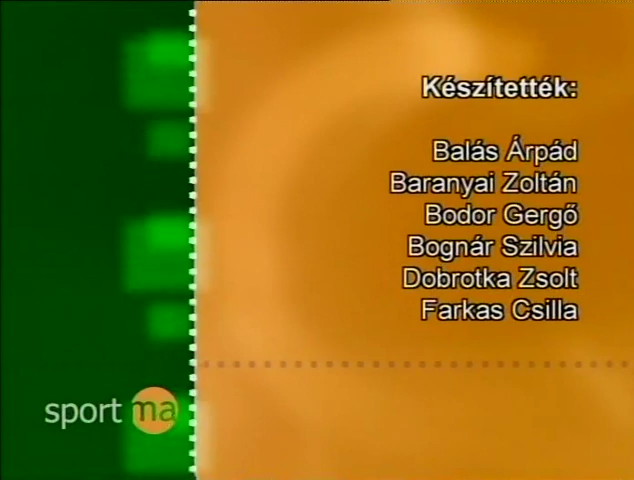 Készítették:
Balás Árpád
Baranyai Zoltán
Bodor Gergő
Bognár Szilvia
Dobrotka Zsolt
Farkas Csilla
sport ma